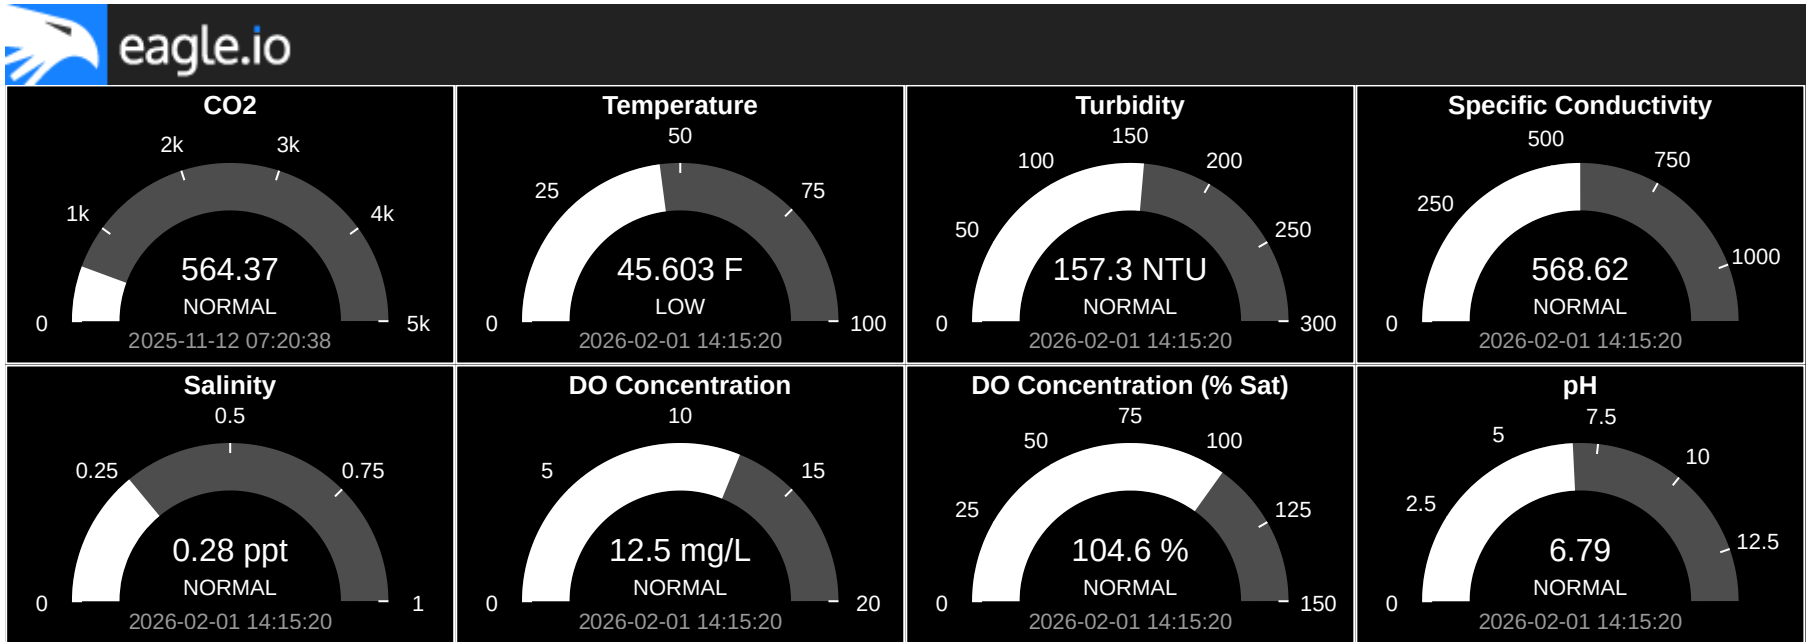 eagle.io
CO2
0
1k
2k
3k
4k
5k
564.37
NORMAL
2025-11-12 07:20:38
Temperature
0
25
50
75
100
45.603 F
LOW
2026-02-01 14:15:20
Turbidity
0
50
100
150
200
250
300
157.3 NTU
NORMAL
2026-02-01 14:15:20
Specific Conductivity
0
250
500
750
1000
568.62
NORMAL
2026-02-01 14:15:20
Salinity
0
0.25
0.5
0.75
1
0.28 ppt
NORMAL
2026-02-01 14:15:20
DO Concentration
0
5
10
15
20
12.5 mg/L
NORMAL
2026-02-01 14:15:20
DO Concentration (% Sat)
0
25
50
75
100
125
150
104.6 %
NORMAL
2026-02-01 14:15:20
pH
0
2.5
5
7.5
10
12.5
6.79
NORMAL
2026-02-01 14:15:20